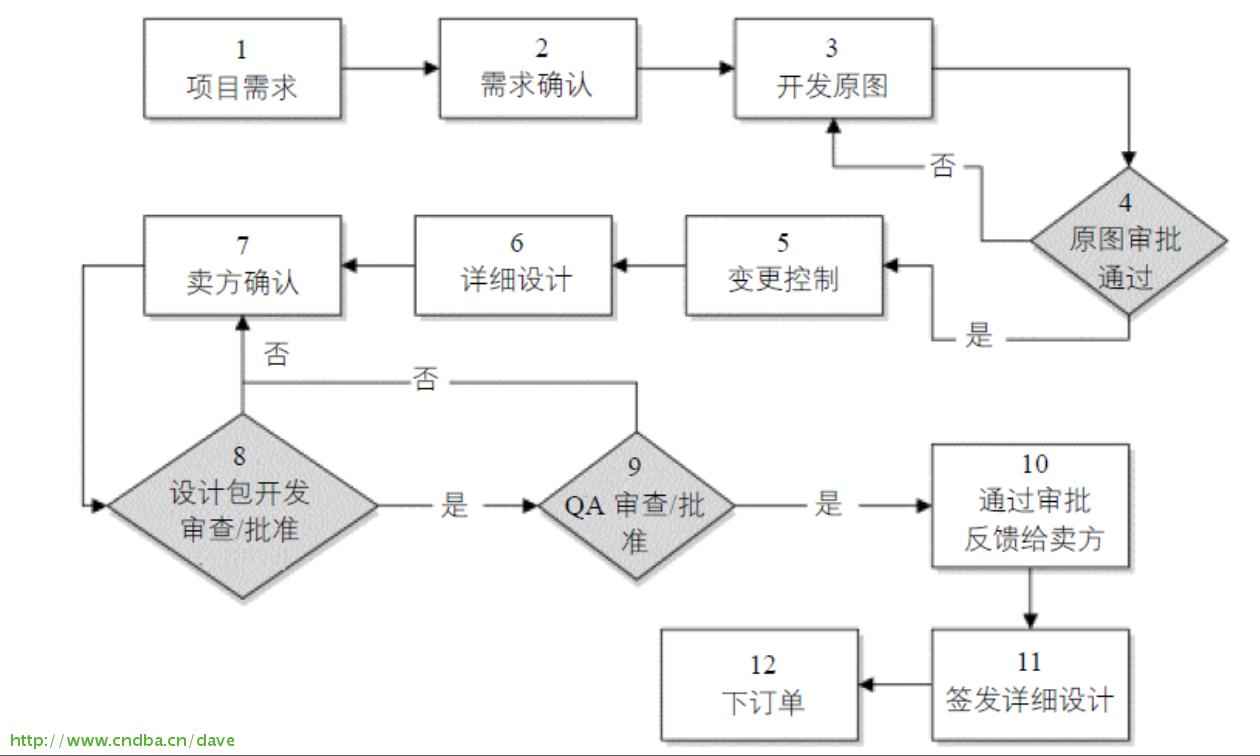 1
项目需求
2
需求确认
3
开发原图
否
4
原图审批
通过
7
卖方确认
6
详细设计
5
变更控制
是
否
否
8
设计包开发
审查/批准
是
9
QA 审查/批
准
是
10
通过审批
反馈给卖方
12
下订单
11
签发详细设计
http://www.cndba.cn/dave